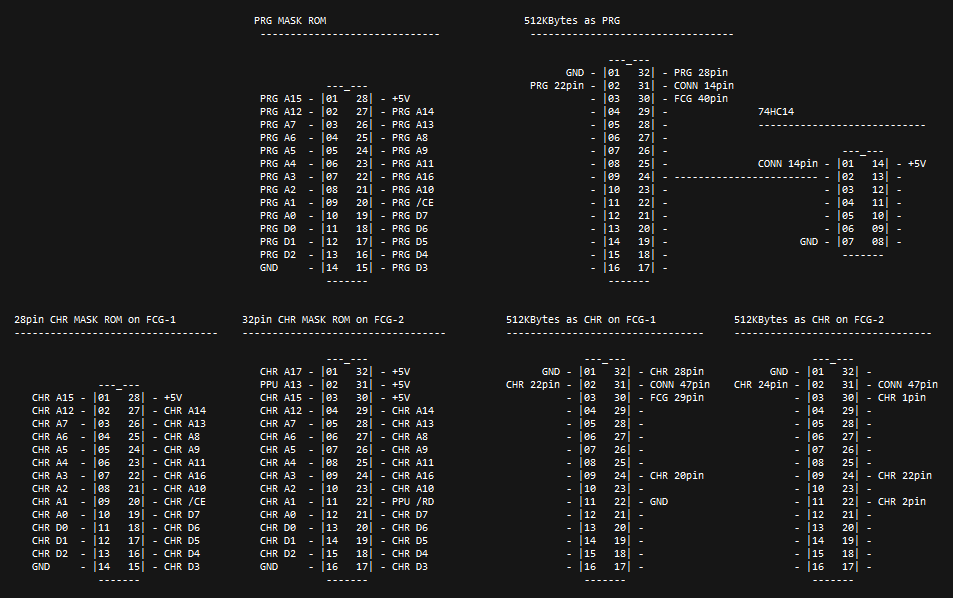 PRG MASK ROM                                 512KBytes as PRG
 ------------------------------               ----------------------------------

                                                           ---_---
                                                    GND - |01   32| - PRG 28pin
            ---_---                           PRG 22pin - |02   31| - CONN 14pin
 PRG A15 - |01   28| - +5V                              - |03   30| - FCG 40pin
 PRG A12 - |02   27| - PRG A14                          - |04   29| -               74HC14
 PRG A7  - |03   26| - PRG A13                          - |05   28| -               ----------------------------
 PRG A6  - |04   25| - PRG A8                           - |06   27| -
 PRG A5  - |05   24| - PRG A9                           - |07   26| -                             ---_---
 PRG A4  - |06   23| - PRG A11                          - |08   25| -               CONN 14pin - |01   14| - +5V
 PRG A3  - |07   22| - PRG A16                          - |09   24| - ------------------------ - |02   13| -
 PRG A2  - |08   21| - PRG A10                          - |10   23| -                          - |03   12| -
 PRG A1  - |09   20| - PRG /CE                          - |11   22| -                          - |04   11| -
 PRG A0  - |10   19| - PRG D7                           - |12   21| -                          - |05   10| -
 PRG D0  - |11   18| - PRG D6                           - |13   20| -                          - |06   09| -
 PRG D1  - |12   17| - PRG D5                           - |14   19| -                      GND - |07   08| -
 PRG D2  - |13   16| - PRG D4                           - |15   18| -                             -------
 GND     - |14   15| - PRG D3                           - |16   17| -
            -------                                        -------

28pin CHR MASK ROM on FCG-1           32pin CHR MASK ROM on FCG-2                 512KBytes as CHR on FCG-1             512KBytes as CHR on FCG-2
----------------------------------    ----------------------------------          ---------------------------------     ---------------------------------

                                                    ---_---                                    ---_---                               ---_---
                                         CHR A17 - |01   32| - +5V                      GND - |01   32| - CHR 28pin           GND - |01   32| -
              ---_---                    PPU A13 - |02   31| - +5V                CHR 22pin - |02   31| - CONN 47pin    CHR 24pin - |02   31| - CONN 47pin
   CHR A15 - |01   28| - +5V             CHR A15 - |03   30| - +5V                          - |03   30| - FCG 29pin               - |03   30| - CHR 1pin
   CHR A12 - |02   27| - CHR A14         CHR A12 - |04   29| - CHR A14                      - |04   29| -                         - |04   29| -
   CHR A7  - |03   26| - CHR A13         CHR A7  - |05   28| - CHR A13                      - |05   28| -                         - |05   28| -
   CHR A6  - |04   25| - CHR A8          CHR A6  - |06   27| - CHR A8                       - |06   27| -                         - |06   27| -
   CHR A5  - |05   24| - CHR A9          CHR A5  - |07   26| - CHR A9                       - |07   26| -                         - |07   26| -
   CHR A4  - |06   23| - CHR A11         CHR A4  - |08   25| - CHR A11                      - |08   25| -                         - |08   25| -
   CHR A3  - |07   22| - CHR A16         CHR A3  - |09   24| - CHR A16                      - |09   24| - CHR 20pin               - |09   24| - CHR 22pin
   CHR A2  - |08   21| - CHR A10         CHR A2  - |10   23| - CHR A10                      - |10   23| -                         - |10   23| -
   CHR A1  - |09   20| - CHR /CE         CHR A1  - |11   22| - PPU /RD                      - |11   22| - GND                     - |11   22| - CHR 2pin
   CHR A0  - |10   19| - CHR D7          CHR A0  - |12   21| - CHR D7                       - |12   21| -                         - |12   21| -
   CHR D0  - |11   18| - CHR D6          CHR D0  - |13   20| - CHR D6                       - |13   20| -                         - |13   20| -
   CHR D1  - |12   17| - CHR D5          CHR D1  - |14   19| - CHR D5                       - |14   19| -                         - |14   19| -
   CHR D2  - |13   16| - CHR D4          CHR D2  - |15   18| - CHR D4                       - |15   18| -                         - |15   18| -
   GND     - |14   15| - CHR D3          GND     - |16   17| - CHR D3                       - |16   17| -                         - |16   17| -
              -------                               -------                                    -------                               -------